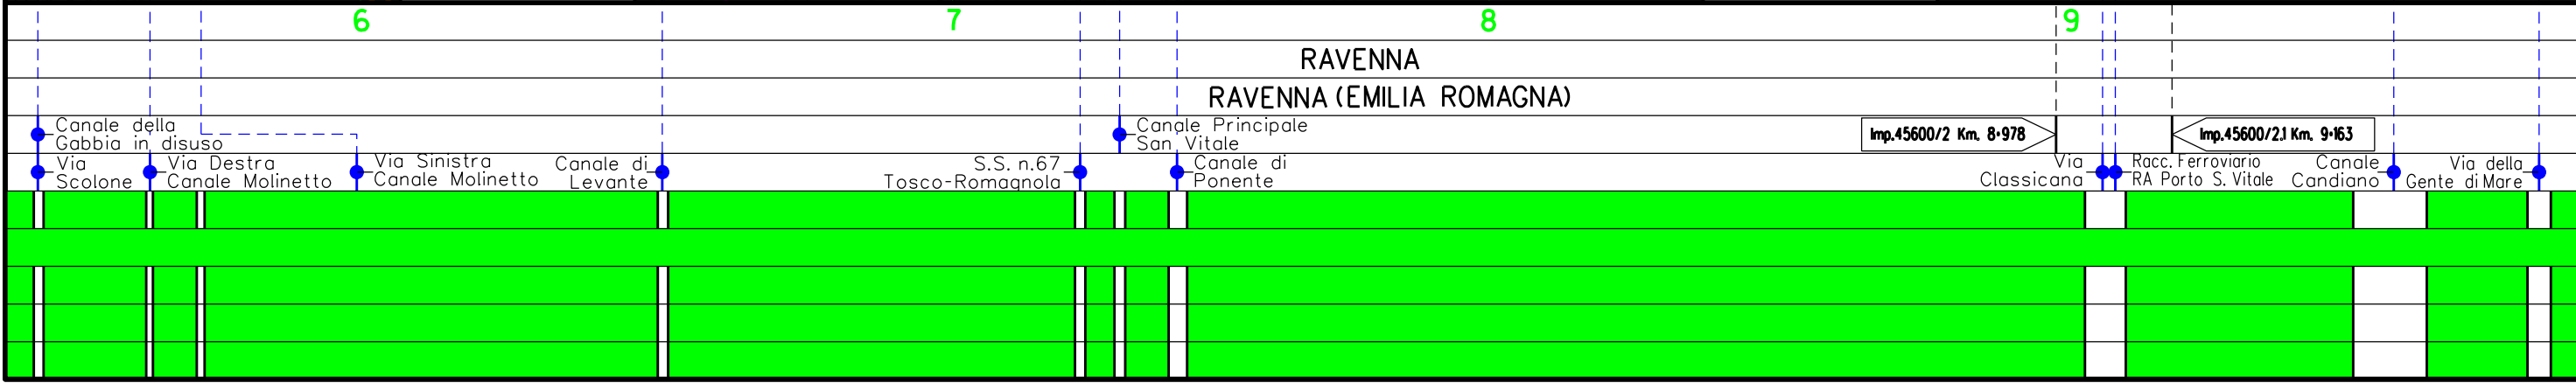 6 7 8 9
RAVENNA
RAVENNA (EMILIA ROMAGNA)
Canale della
Gabbia in disuso
Canale Principale
San Vitale
Imp.45600/2 Km. 8+978
Imp.45600/2.1 Km. 9+163
Via
Scolone
Via Destra
Canale Molinetto
Via Sinistra
Canale Molinetto
Canale di
Levante
S.S. n.67
Tosco-Romagnola
Canale di
Ponente
Via
Classicana
Racc. Ferroviario
RA Porto S. Vitale
Canale
Candiano
Via della
Gente di Mare